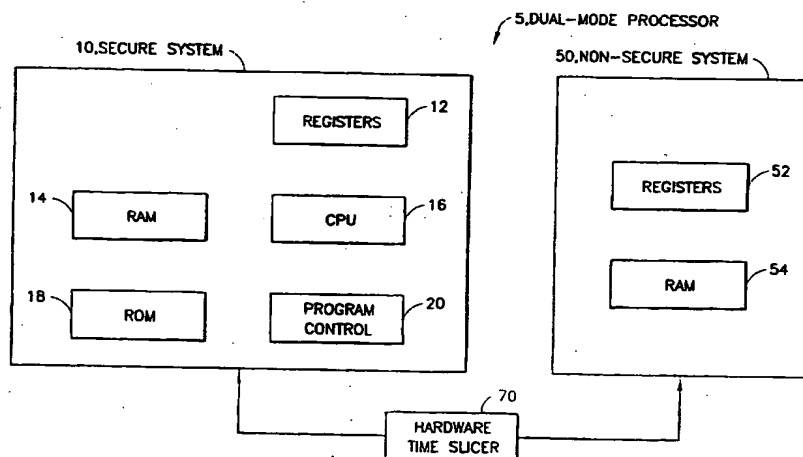 5,DUAL-MODE PROCESSOR
10,SECURE SYSTEM
50,NON-SECURE SYSTEM
12
REGISTERS
52
REGISTERS
14
RAM
16
CPU
54
RAM
18
ROM
20
PROGRAM
CONTROL
70
HARDWARE
TIME SLICER